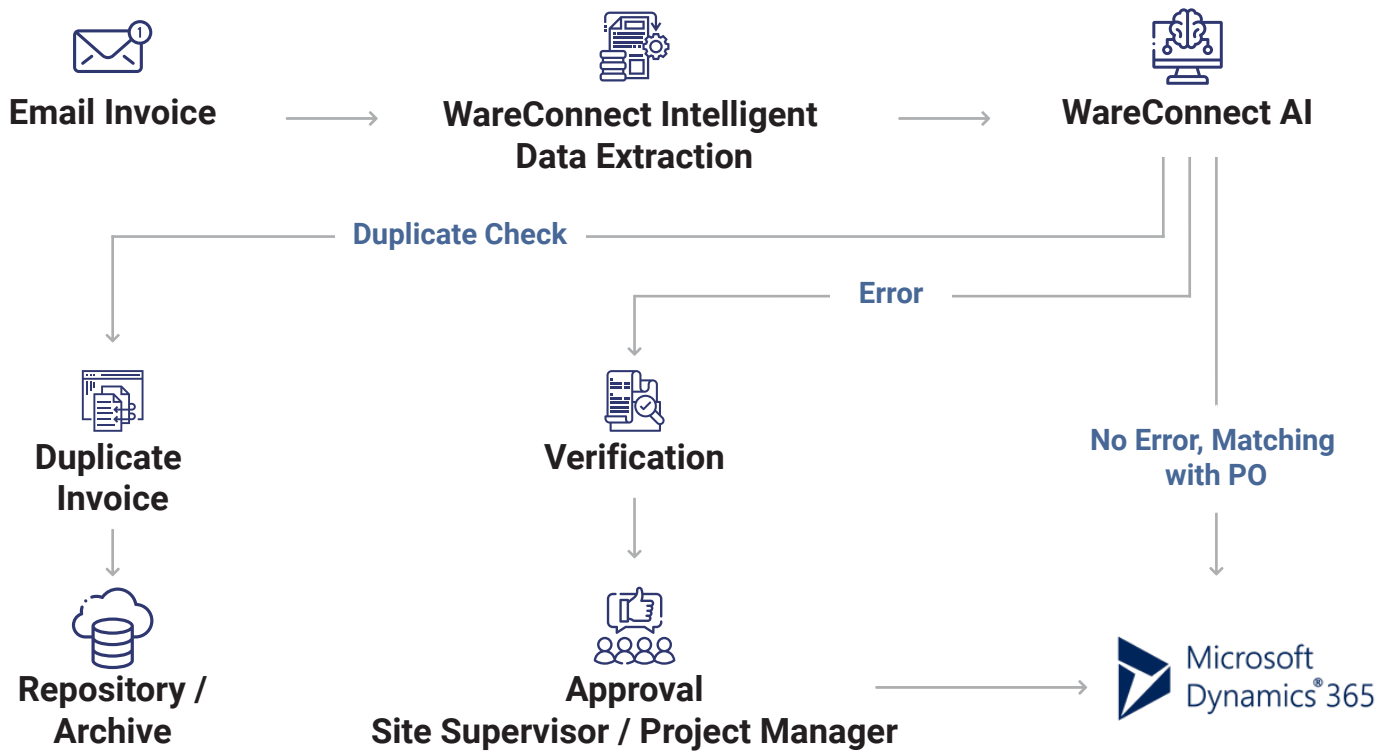 1
Email Invoice
WareConnect Intelligent
Data Extraction
WareConnect AI
Duplicate Check
Error
No Error, Matching
with PO
Duplicate
Invoice
Verification
Repository /
Archive
Approval
Site Supervisor / Project Manager
Microsoft
Dynamics® 365